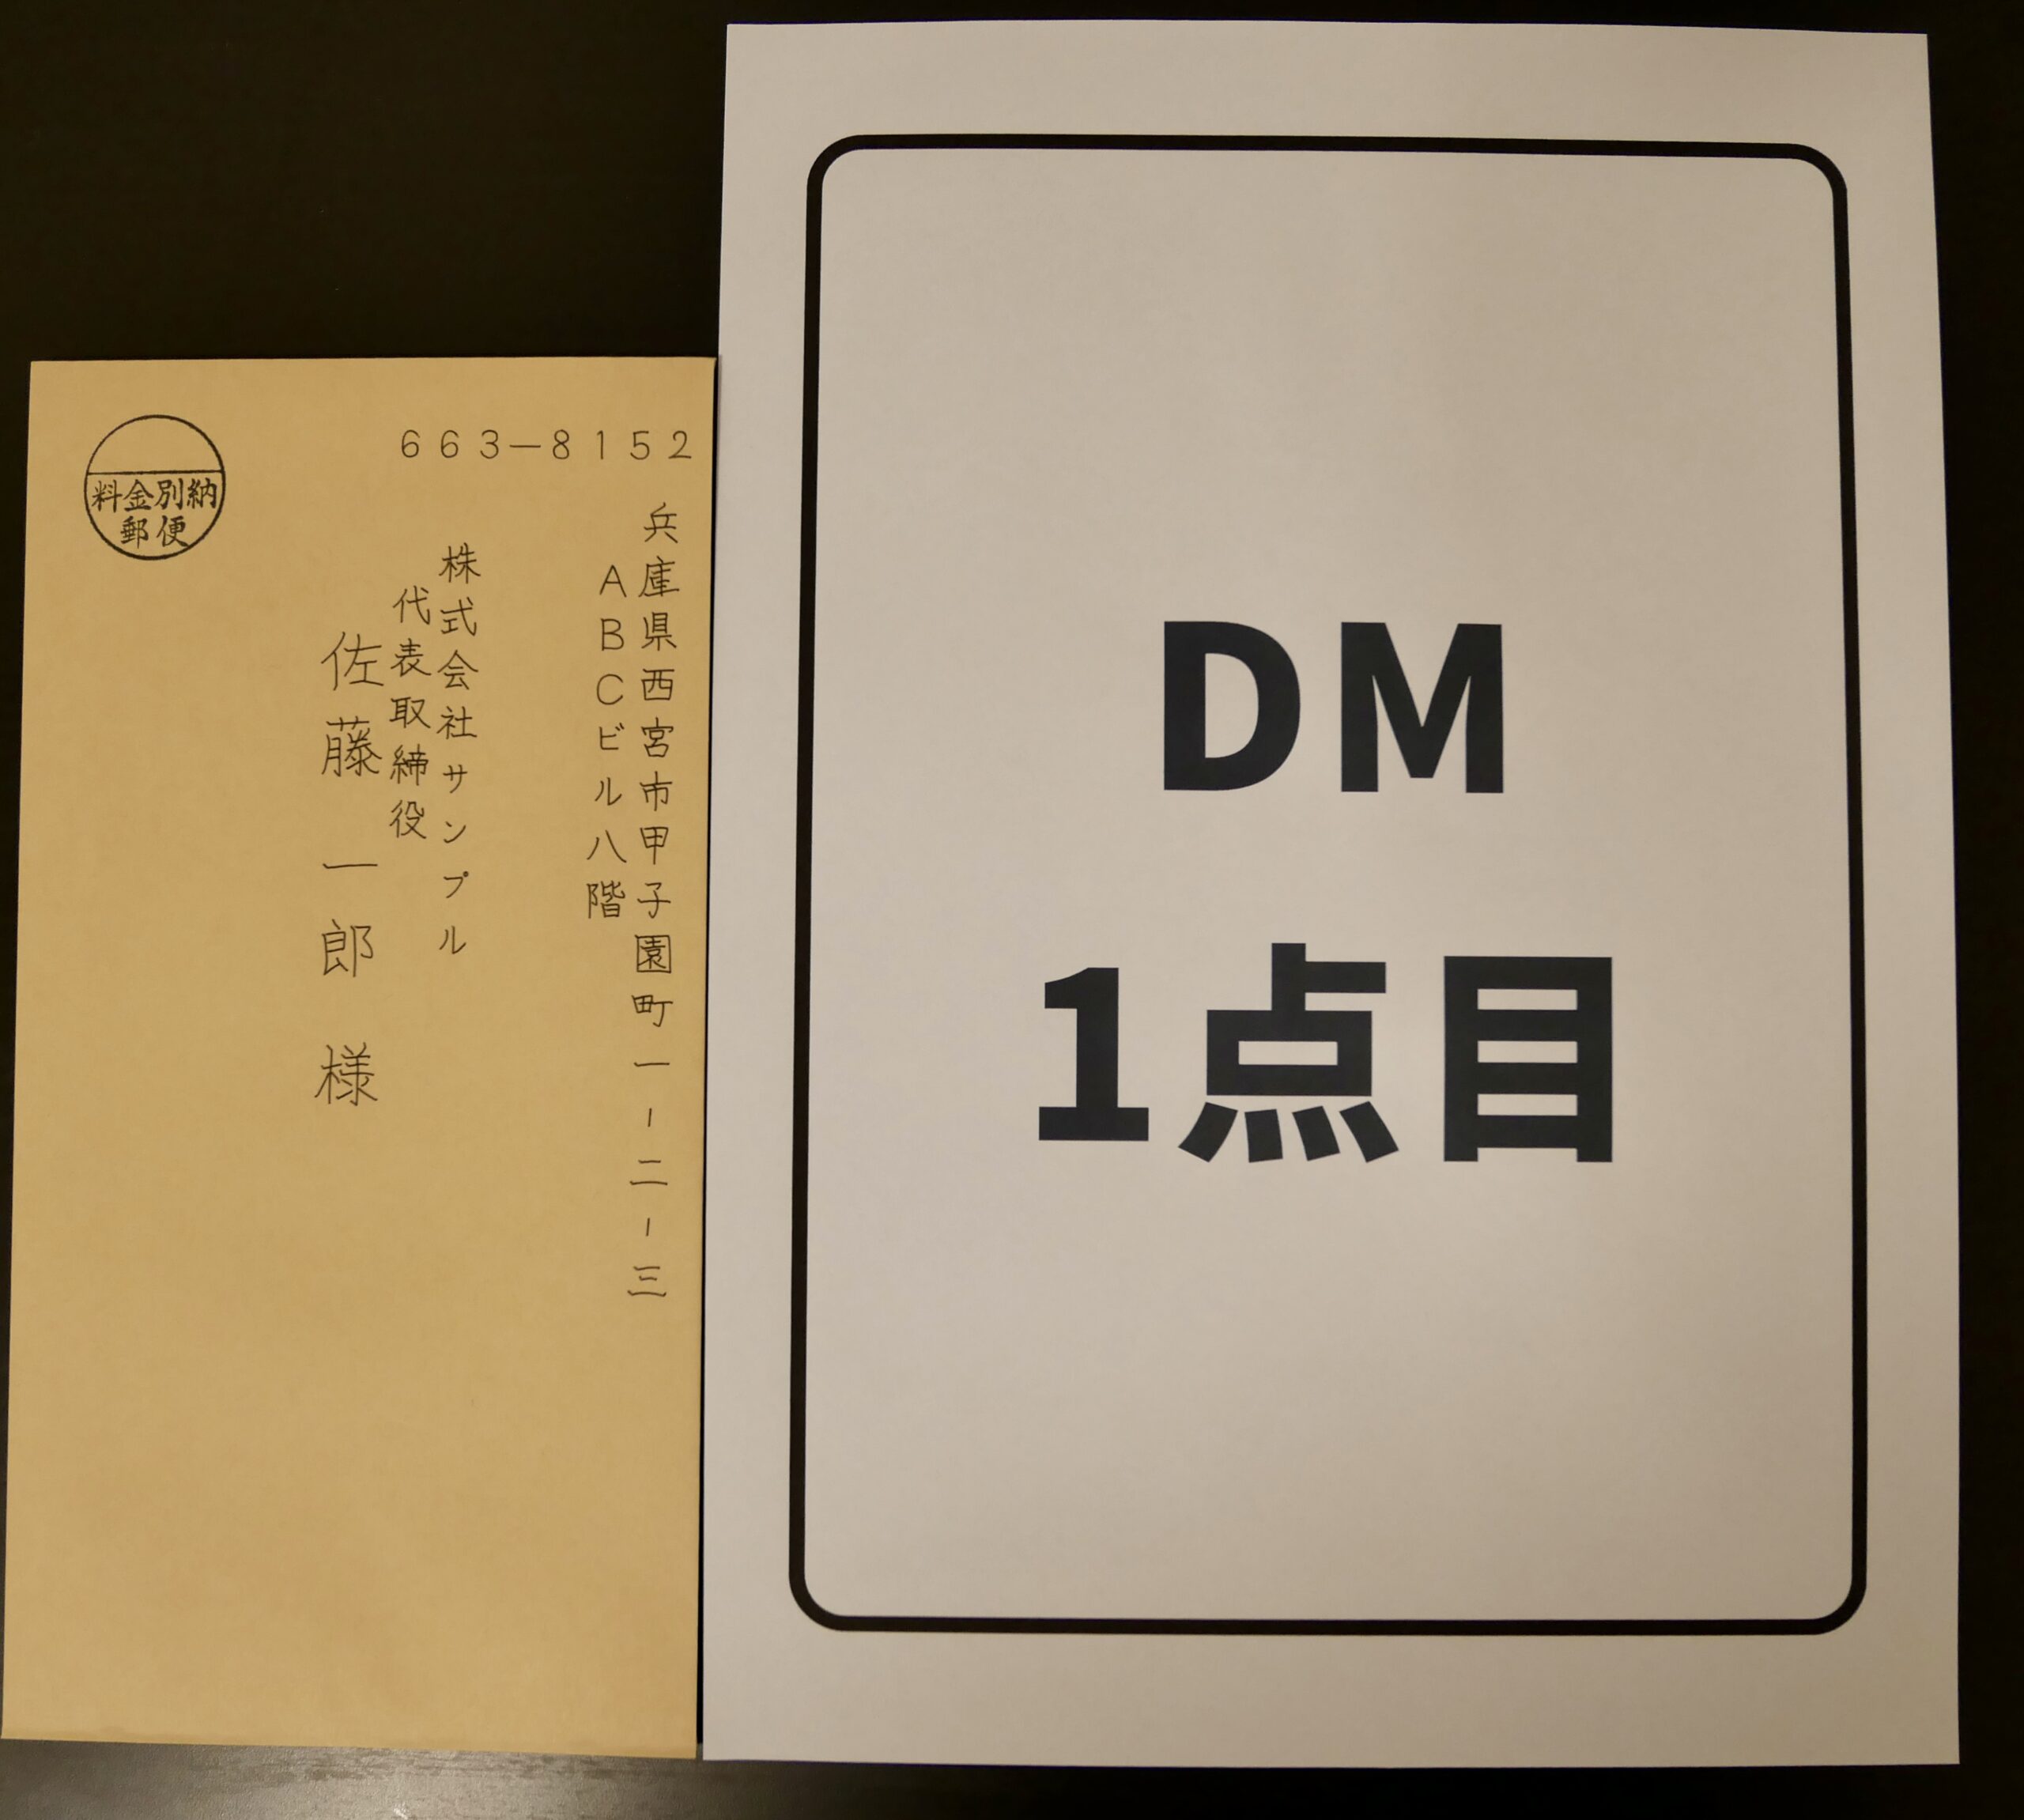 663-8152
兵庫県西宮市甲子園町一-二-三
ABCビル八階
株式会社サンプル
代表取締役
佐藤一郎 様
料金別納
郵便
DM
1点目